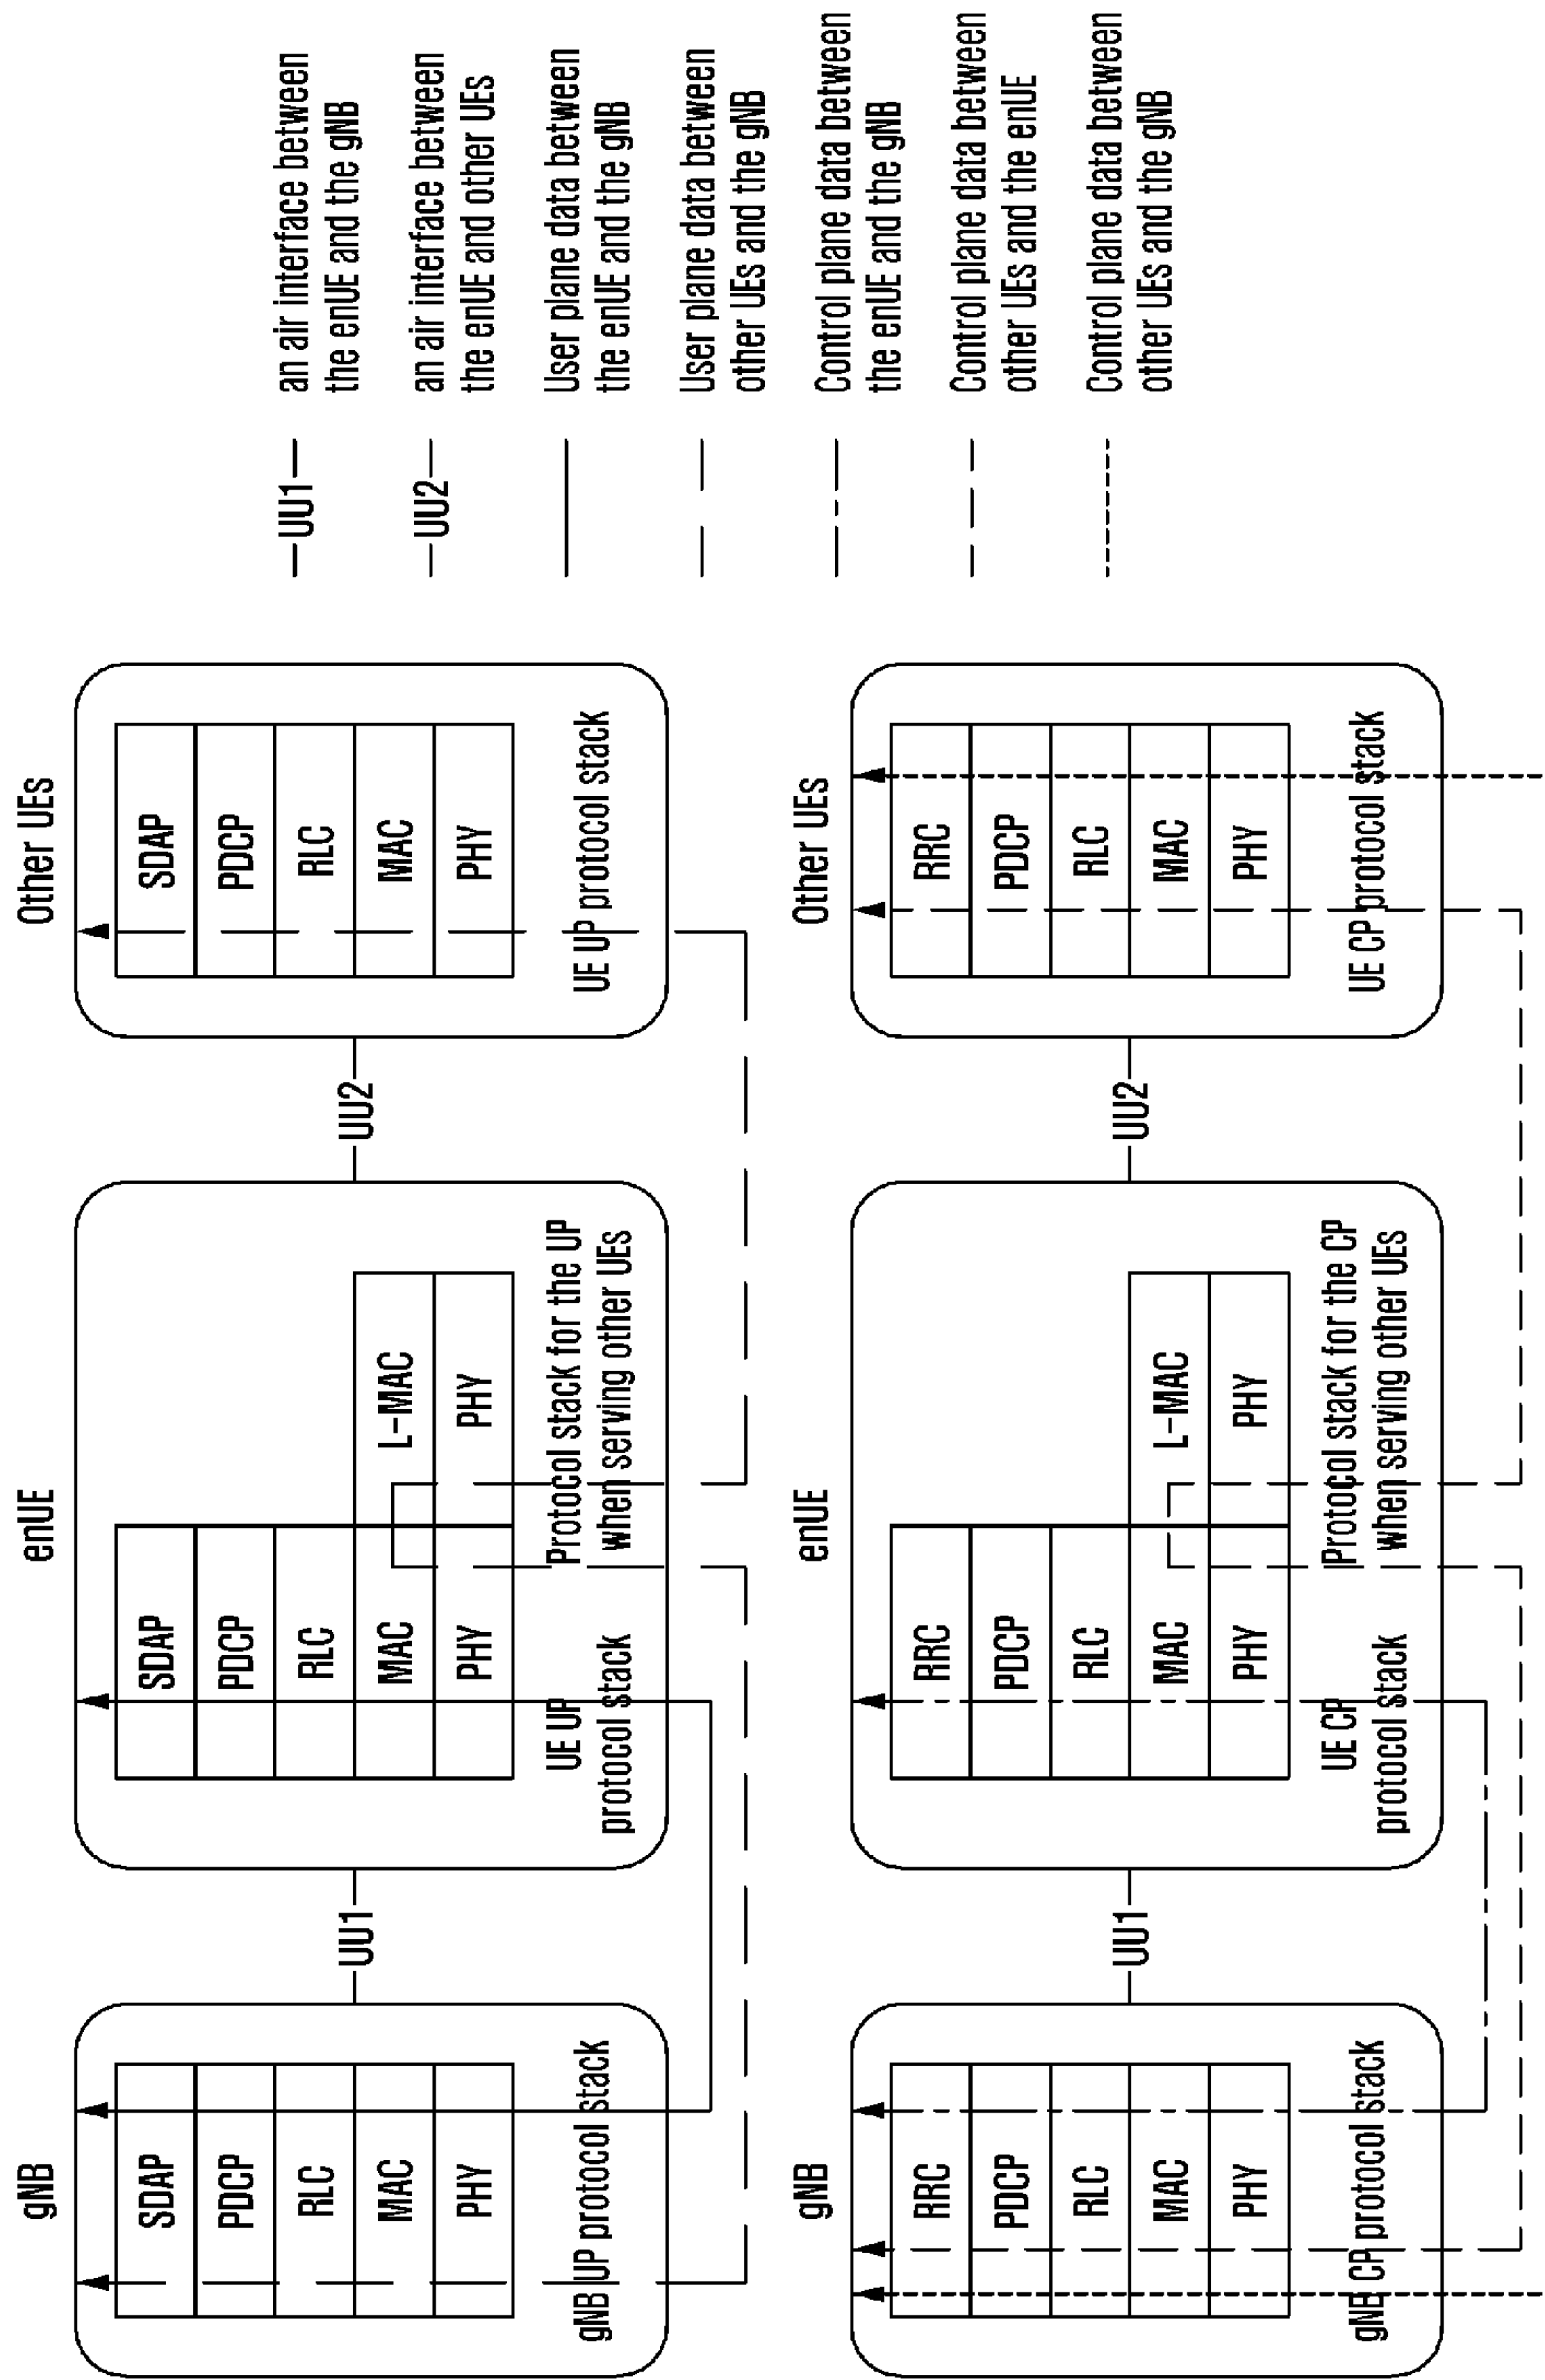 gNB
SDAP
PDCP
RLC
MAC
PHY
gNB UP protocol stack
UU1
enUE
SDAP
PDCP
RLC
MAC
PHY
L-MAC
PHY
UE UP
protocol stack
Protocol stack for the UP
when serving other UEs
UU2
Other UEs
SDAP
PDCP
RLC
MAC
PHY
UE UP protocol stack
gNB
RRC
PDCP
RLC
MAC
PHY
gNB CP protocol stack
UU1
enUE
RRC
PDCP
RLC
MAC
PHY
L-MAC
PHY
UE CP
protocol stack
Protocol stack for the CP
when serving other UEs
UU2
Other UEs
RRC
PDCP
RLC
MAC
PHY
UE CP protocol stack
UU1
an air interface between
the enUE and the gNB
UU2
an air interface between
the enUE and other UEs
User plane data between
the enUE and the gNB
User plane data between
other UEs and the gNB
Control plane data between
the enUE and the gNB
Control plane data between
other UEs and the enUE
Control plane data between
other UEs and the gNB